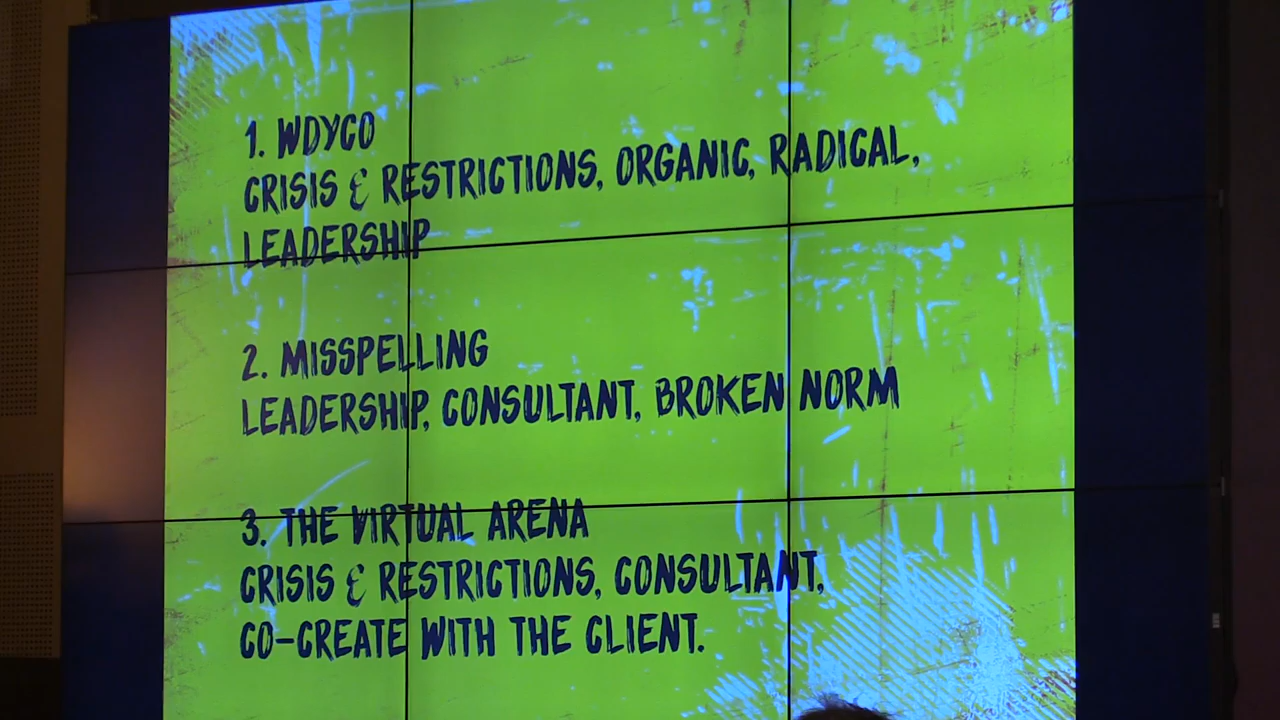 1. WDYCO
CRISIS & RESTRICTIONS, ORGANIC, RADICAL,
LEADERSHIP
2. MISSPELLING
LEADERSHIP, CONSULTANT, BROKEN NORM
3. THE VIRTUAL ARENA
CRISIS & RESTRICTIONS, CONSULTANT,
CO-CREATE WITH THE CLIENT.